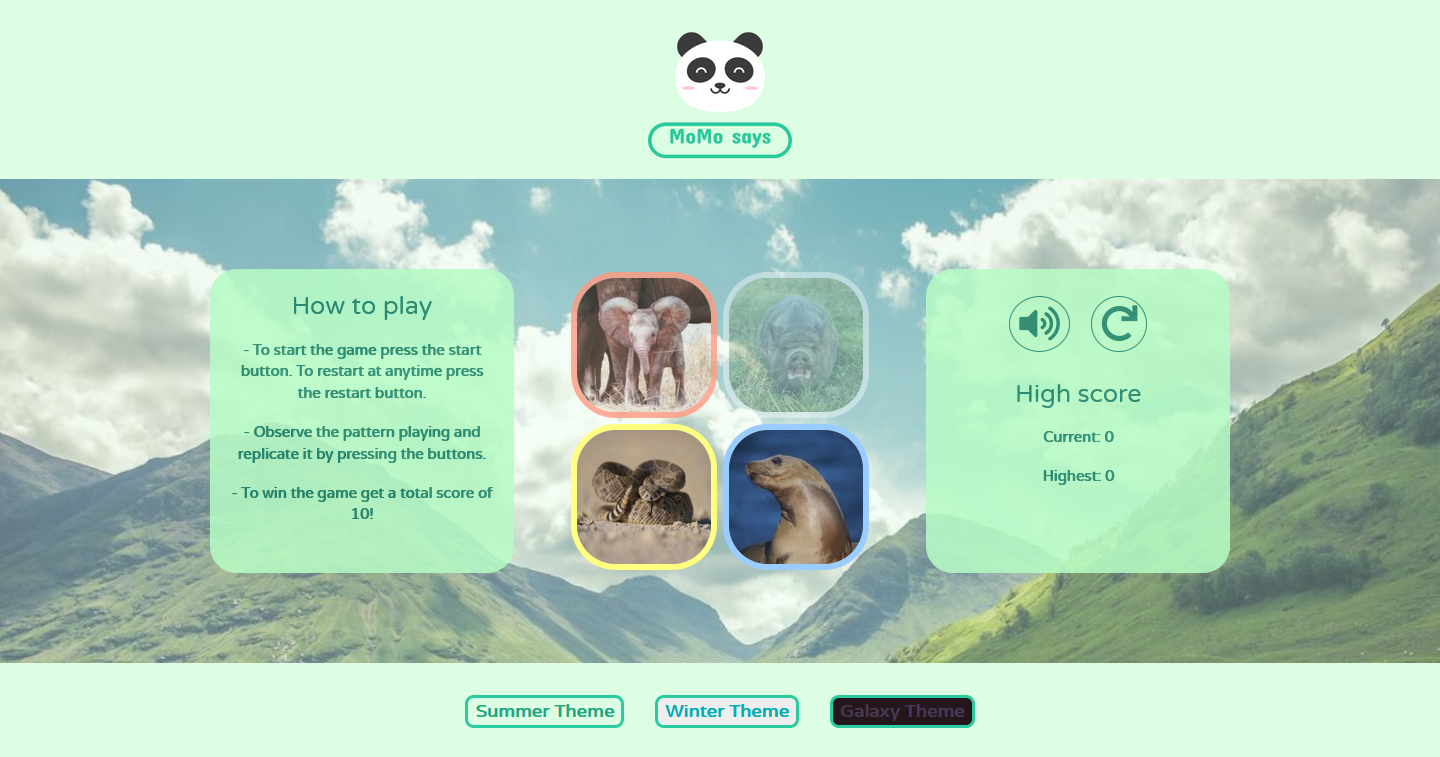 MoMo says
How to play
- To start the game press the start
button. To restart at anytime press
the restart button.
- Observe the pattern playing and
replicate it by pressing the buttons.
- To win the game get a total score of
10!
High score
Current: 0
Highest: 0
Summer Theme
Winter Theme
Galaxy Theme